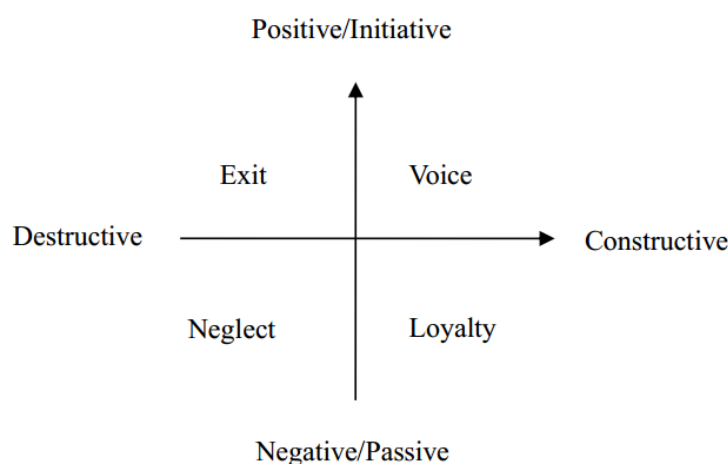 Positive/Initiative
Exit
Voice
Destructive
Constructive
Neglect
Loyalty
Negative/Passive